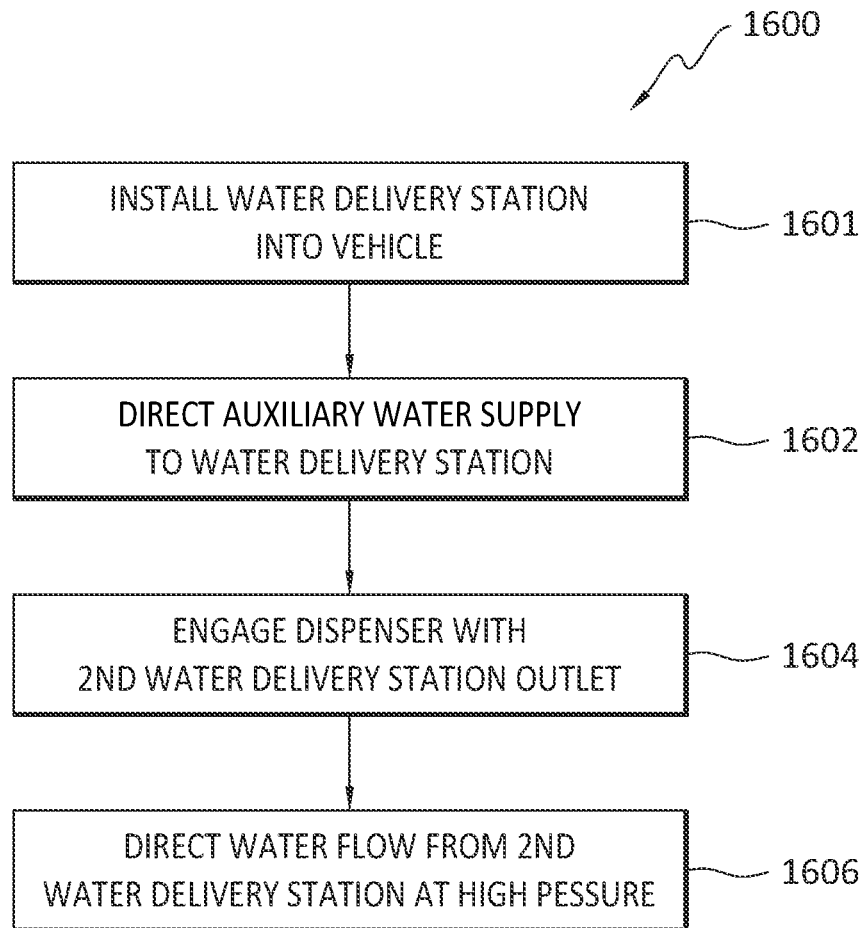 1600
INSTALL WATER DELIVERY STATION
INTO VEHICLE
1601
DIRECT AUXILIARY WATER SUPPLY
TO WATER DELIVERY STATION
1602
ENGAGE DISPENSER WITH
2ND WATER DELIVERY STATION OUTLET
1604
DIRECT WATER FLOW FROM 2ND
WATER DELIVERY STATION AT HIGH PESSURE
1606